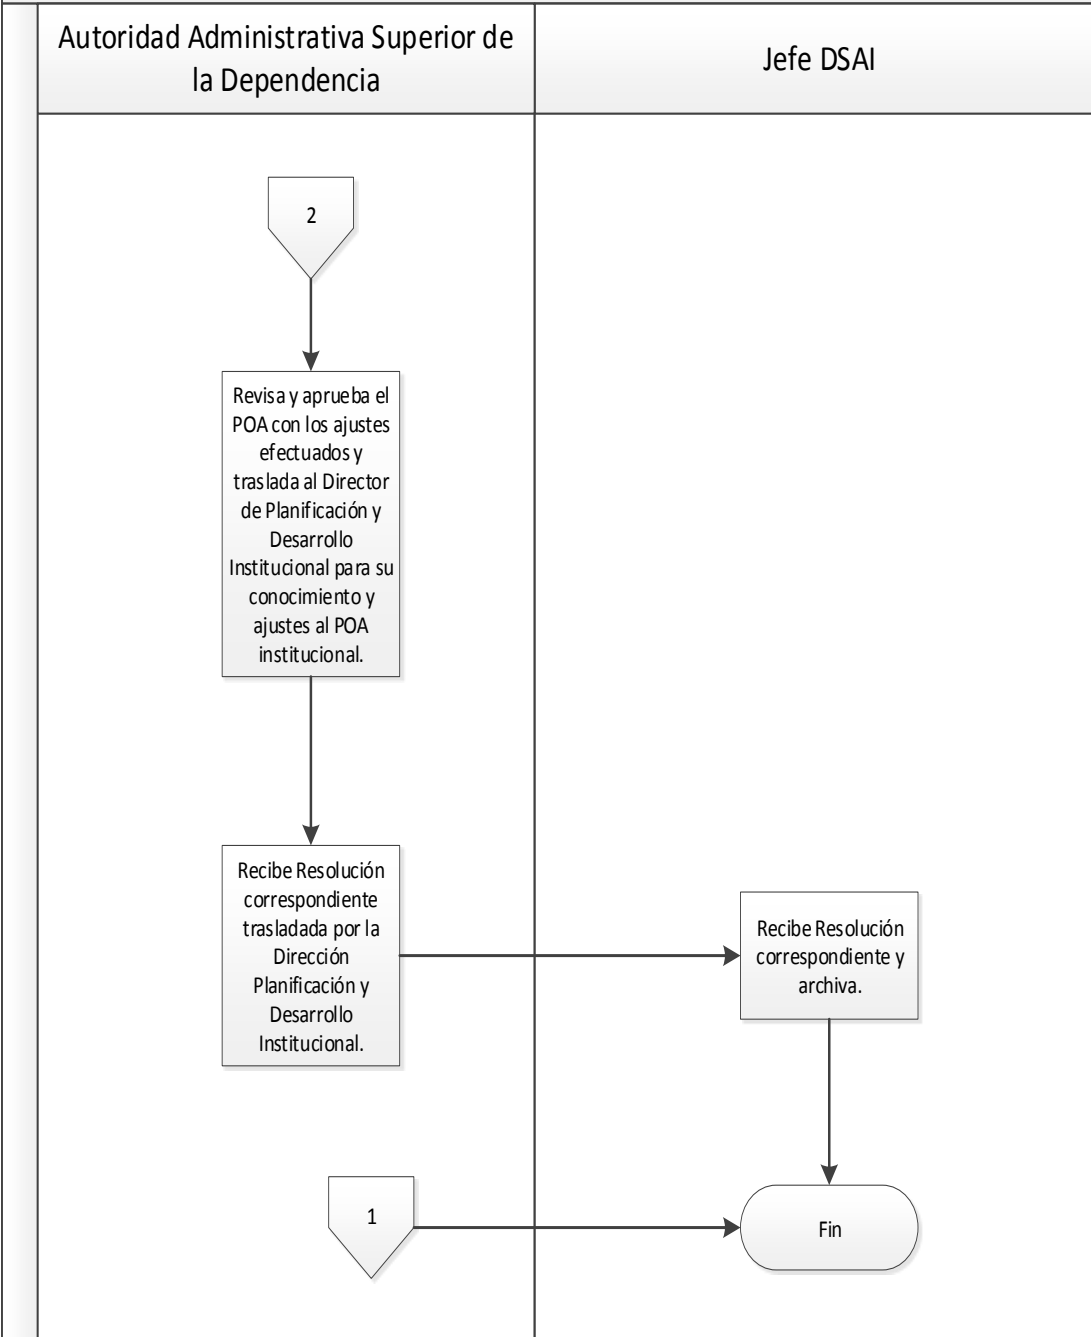 Autoridad Administrativa Superior de
la Dependencia
Jefe DSAI
2
Revisa y aprueba el
POA con los ajustes
efectuados y
traslada al Director
de Planificación y
Desarrollo
Institucional para su
conocimiento y
ajustes al POA
institucional.
Recibe Resolución
correspondiente
trasladada por la
Dirección
Planificación y
Desarrollo
Institucional.
Recibe Resolución
correspondiente y
archiva.
1
Fin